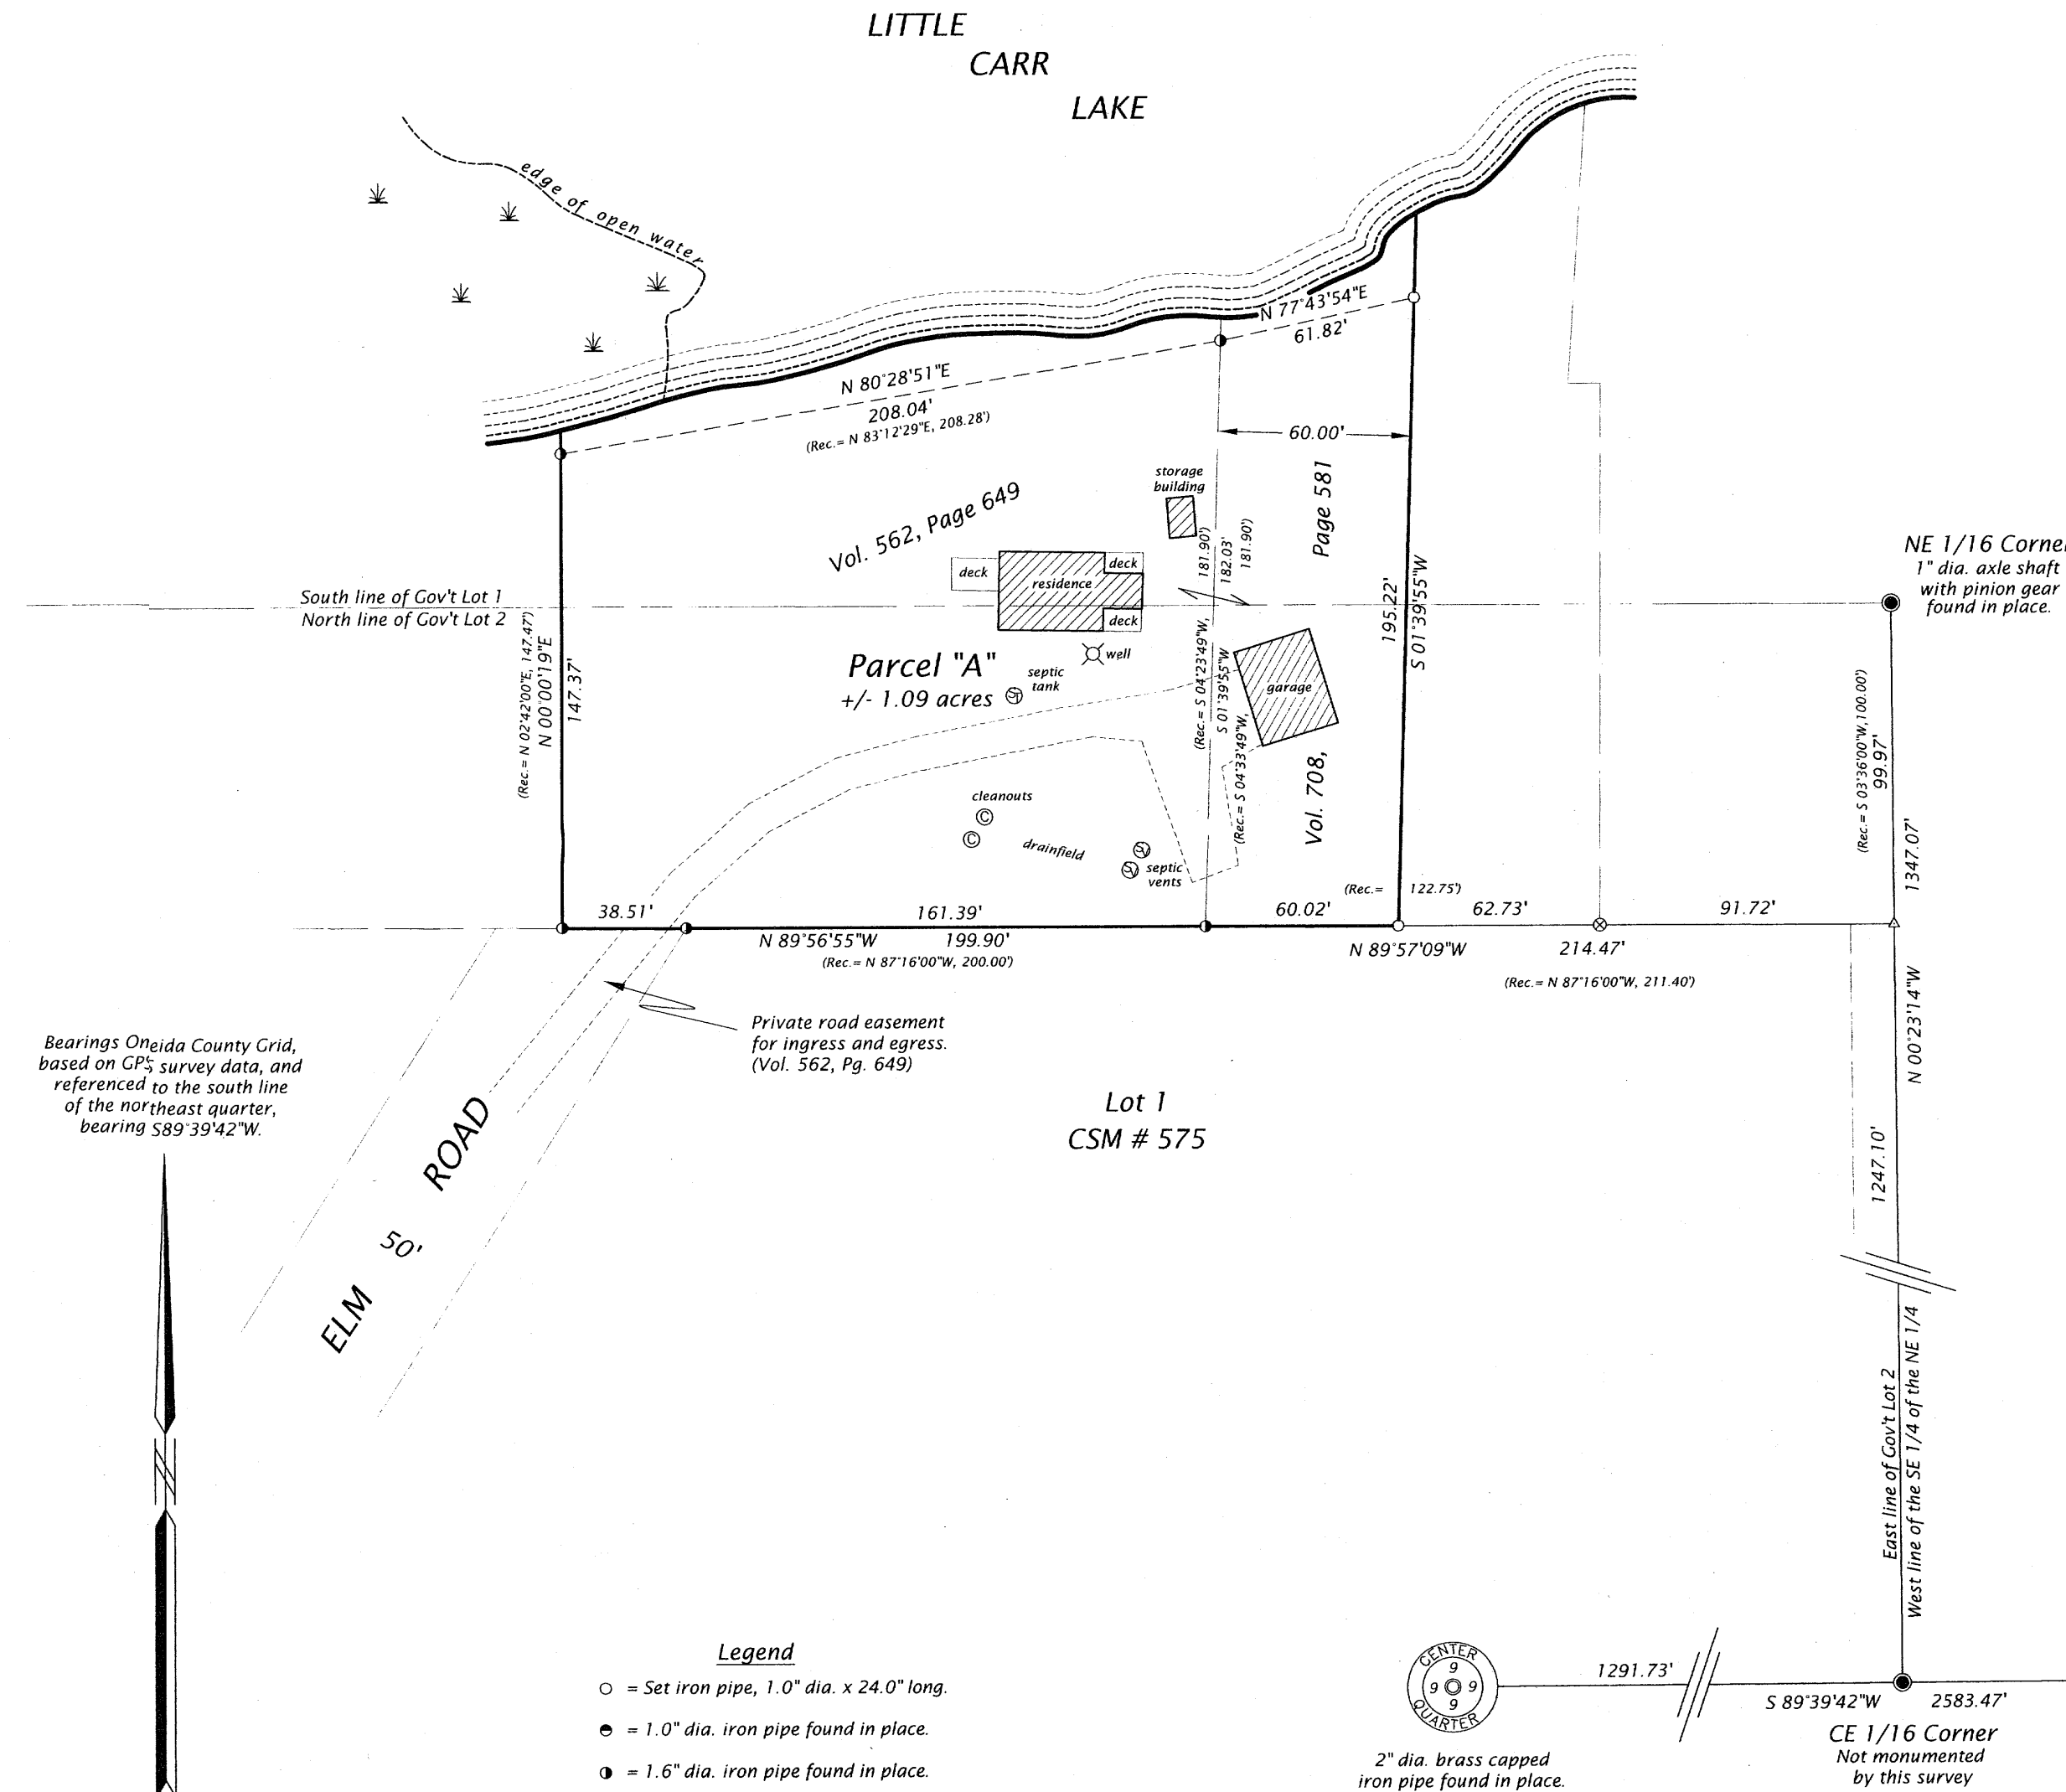 LITTLE
CARR
LAKE
edge of open water
N 77°43'54"E
61.82'
N 80°28'51"E
208.04'
(Rec.= N 83°12'29"E, 208.28')
60.00'
storage
building
Vol. 562, Page 649
Page 581
Vol. 708,
deck
residence
deck
deck
181.90')
182.03'
181.90')
(Rec.= S 04°23'49"W,
S 01°39'55"W
(Rec.= S 04°33'49"W,
195.22'
S 01°39'55"W
NE 1/16 Corner
1" dia. axle shaft
with pinion gear
found in place.
South line of Gov't Lot 1
North line of Gov't Lot 2
(Rec.= N 02°42'00"E, 147.47')
N 00°00'19"E
147.37'
Parcel "A"
+/- 1.09 acres
well
septic
tank
ST
garage
(Rec.= S 03°36'00"W,100.00')
99.97'
1347.07'
cleanouts
C
C
drainfield
SV
SV
septic
vents
(Rec.= 122.75')
38.51'
161.39'
60.02'
62.73'
91.72'
N 89°56'55"W
199.90'
(Rec.= N 87°16'00"W, 200.00')
N 89°57'09"W
214.47'
(Rec.= N 87°16'00"W, 211.40')
N 00°23'14"W
1247.10'
Private road easement
for ingress and egress.
(Vol. 562, Pg. 649)
Bearings Oneida County Grid,
based on GPS survey data, and
referenced to the south line
of the northeast quarter,
bearing S89°39'42"W.
Lot 1
CSM # 575
ELM 50' ROAD
East line of Gov't Lot 2
West line of the SE 1/4 of the NE 1/4
Legend
= Set iron pipe, 1.0" dia. x 24.0" long.
= 1.0" dia. iron pipe found in place.
= 1.6" dia. iron pipe found in place.
CENTER
9
9 9
9
QUARTER
2" dia. brass capped
iron pipe found in place.
1291.73'
S 89°39'42"W
2583.47'
CE 1/16 Corner
Not monumented
by this survey